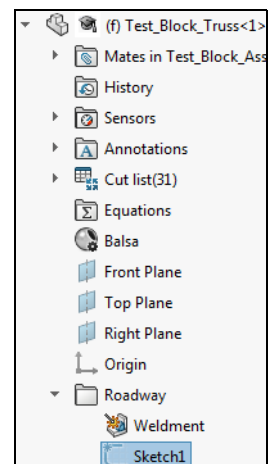 (f) Test_Block_Truss<1>
Mates in Test_Block_Ass
History
Sensors
Annotations
Cut list(31)
Equations
Balsa
Front Plane
Top Plane
Right Plane
Origin
Roadway
Weldment
Sketch1